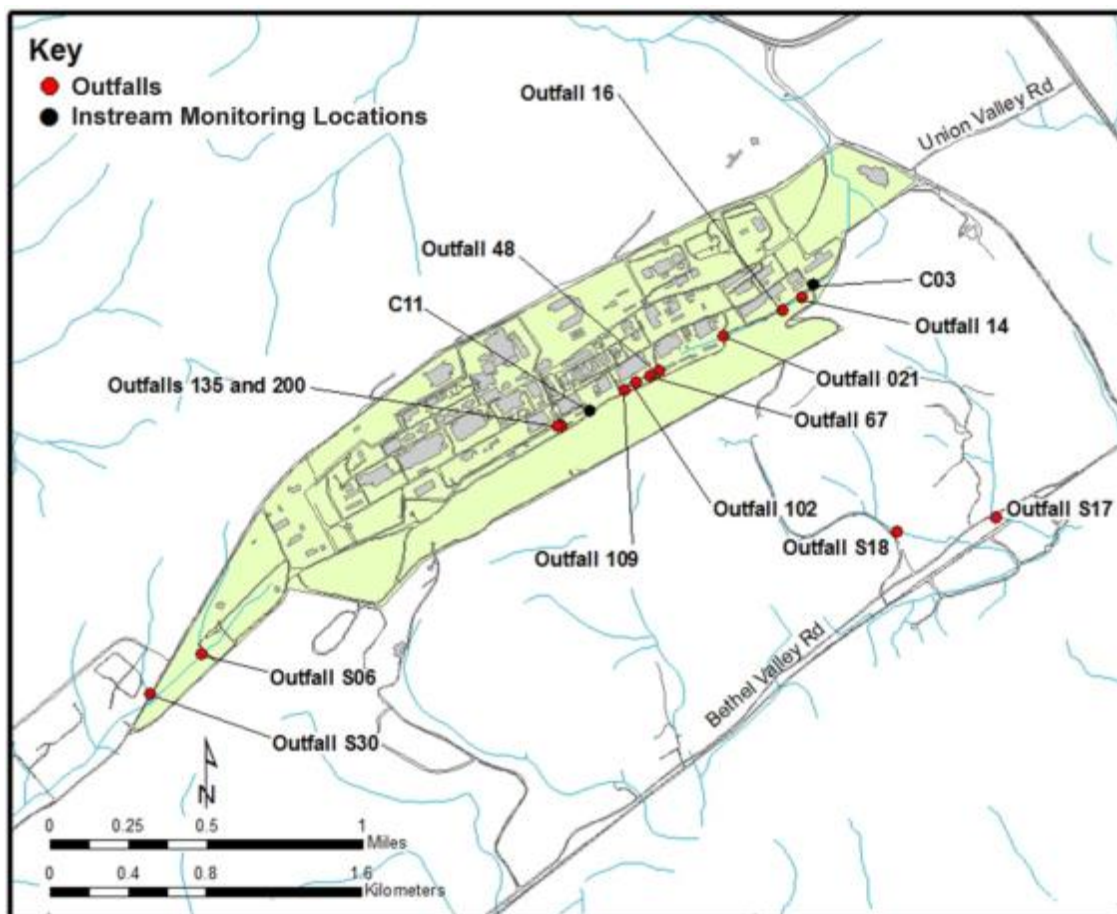 Key
Outfalls
Instream Monitoring Locations
Outfall 16
Union Valley Rd
Outfall 48
C11
C03
Outfall 14
Outfalls 135 and 200
Outfall 021
Outfall 67
Outfall 102
Outfall S17
Outfall S18
Outfall 109
Bethel Valley Rd
Outfall S06
Outfall S30
N
0 0.25 0.5 1
Miles
0 0.4 0.8 1.6
Kilometers